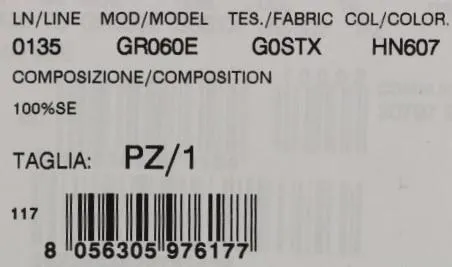 LN/LINE MOD/MODEL TES./FABRIC COL/COLOR.
0135 GR060E G0STX HN607
COMPOSIZIONE/COMPOSITION
100%SE
TAGLIA: PZ/1
117
8 056305 976177